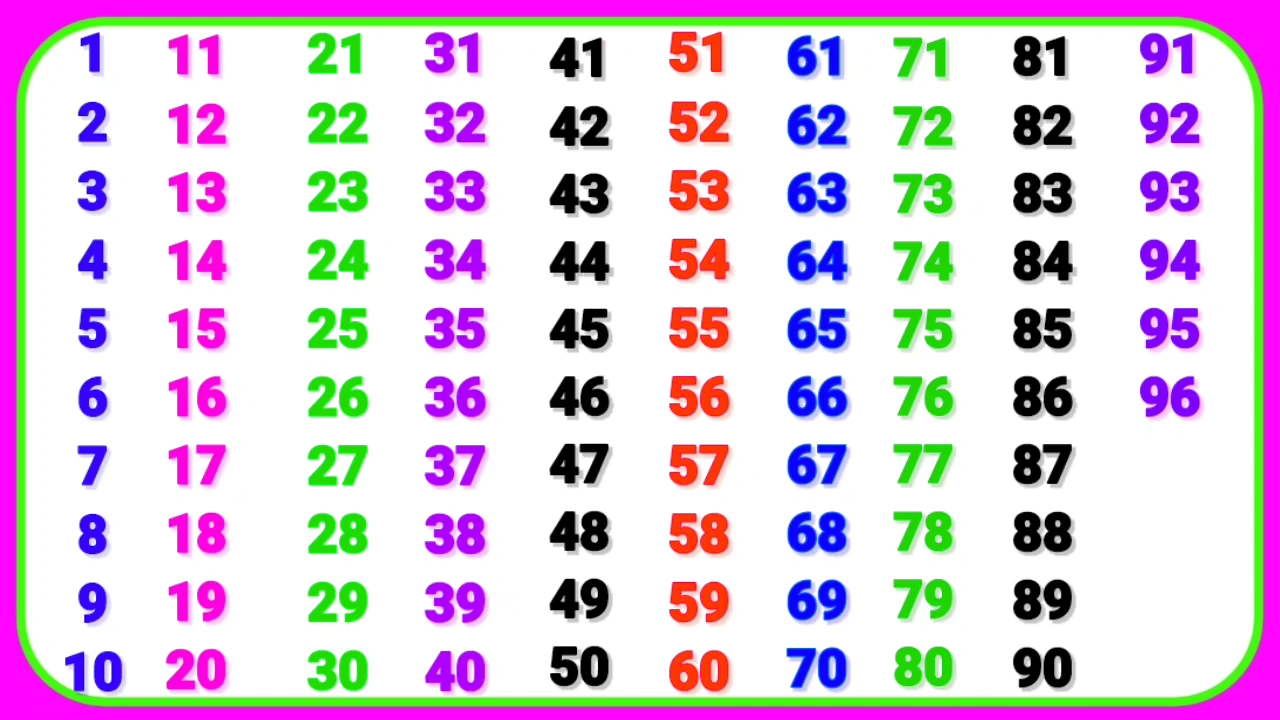 1 11 21 31 41 51 61 71 81 91
2 12 22 32 42 52 62 72 82 92
3 13 23 33 43 53 63 73 83 93
4 14 24 34 44 54 64 74 84 94
5 15 25 35 45 55 65 75 85 95
6 16 26 36 46 56 66 76 86 96
7 17 27 37 47 57 67 77 87
8 18 28 38 48 58 68 78 88
9 19 29 39 49 59 69 79 89
10 20 30 40 50 60 70 80 90